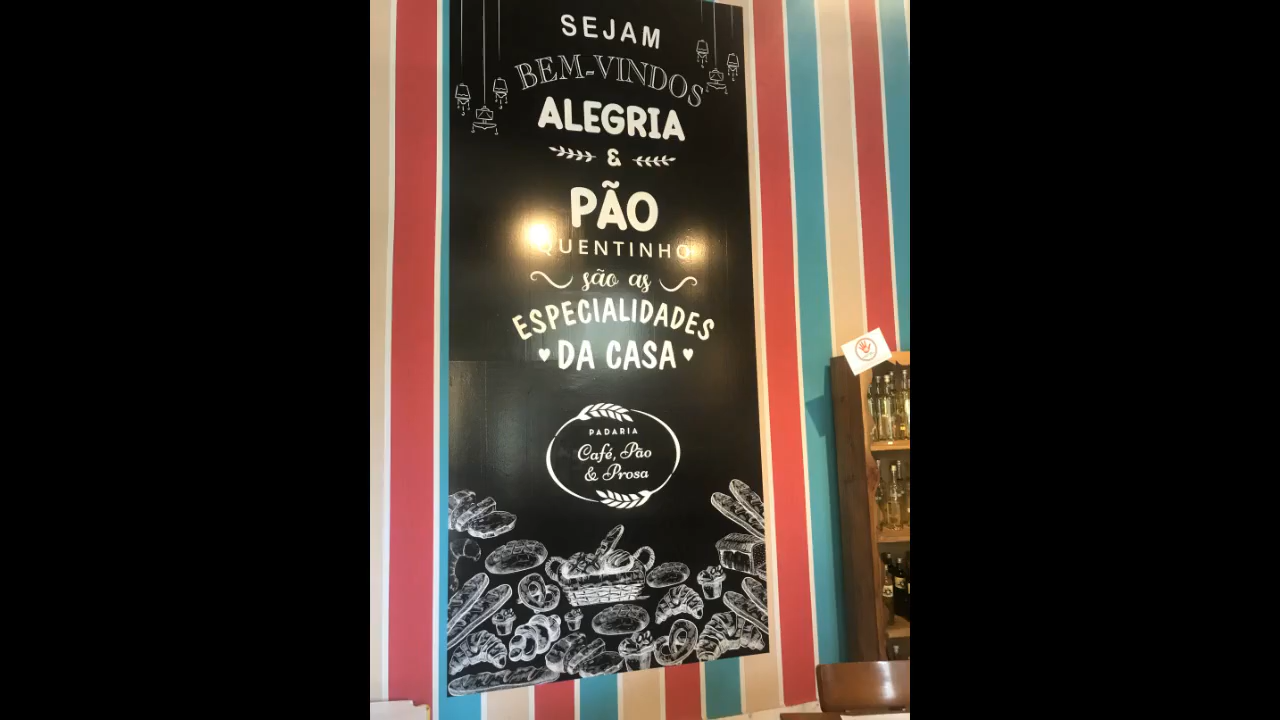 SEJAM
BEM-VINDOS
ALEGRIA
&
PÃO
QUENTINHO
são as
ESPECIALIDADES
DA CASA
PADARIA
Café, Pão
& Prosa